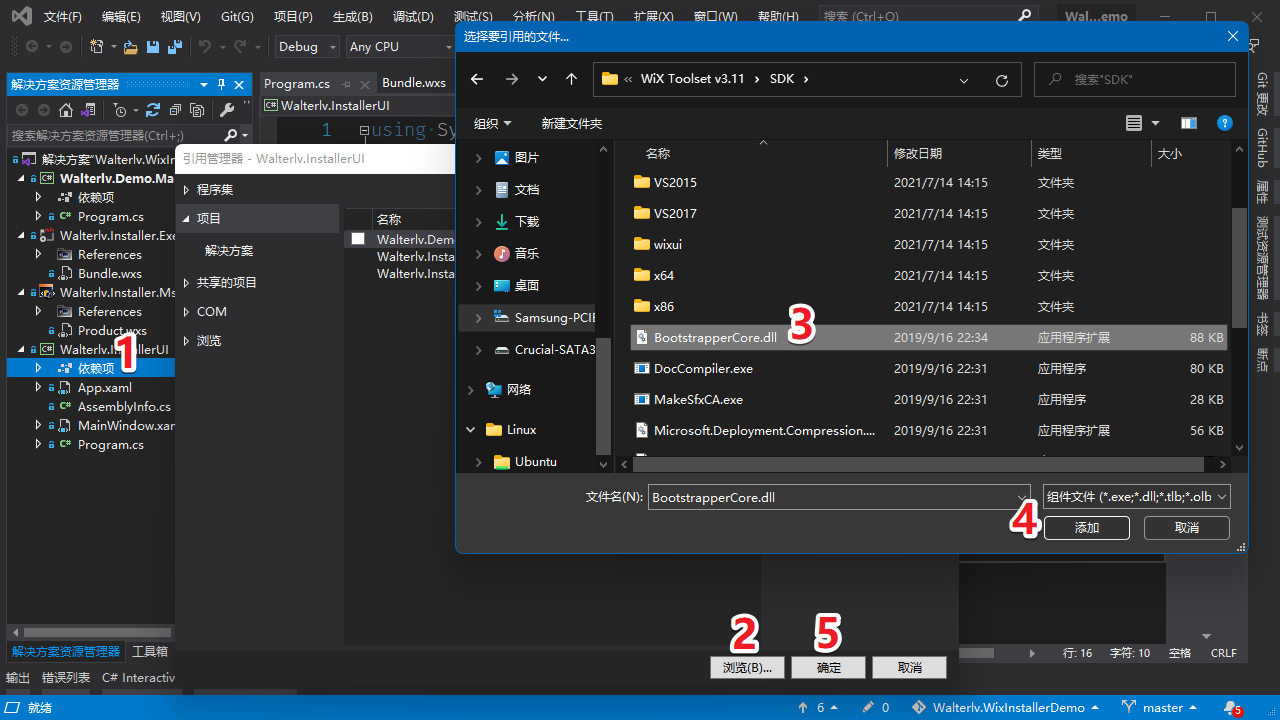 文件(F) 编辑(E) 视图(V) Git(G) 项目(P) 生成(B) 调试(D) 测试(S) 分析(N) 工具(T) 扩展(X) 窗口(W) 帮助(H) 搜索 (Ctrl+Q) Wal...emo
Debug Any CPU
选择要引用的文件...
« WiX Toolset v3.11 › SDK › 搜索"SDK"
组织 新建文件夹
图片
文档
下载
音乐
桌面
Samsung-PCIE
Crucial-SATA3
网络
Linux
Ubuntu
名称 修改日期 类型 大小
VS2015 2021/7/14 14:15 文件夹
VS2017 2021/7/14 14:15 文件夹
wixui 2021/7/14 14:15 文件夹
x64 2021/7/14 14:15 文件夹
x86 2021/7/14 14:15 文件夹
BootstrapperCore.dll 2019/9/16 22:34 应用程序扩展 88 KB
3
DocCompiler.exe 2019/9/16 22:31 应用程序 80 KB
MakeSfxCA.exe 2019/9/16 22:31 应用程序 28 KB
Microsoft.Deployment.Compression.... 2019/9/16 22:31 应用程序扩展 56 KB
文件名(N): BootstrapperCore.dll 组件文件 (*.exe;*.dll;*.tlb;*.olb
4 添加 取消
解决方案资源管理器
搜索解决方案资源管理器(Ctrl+;)
解决方案"Walterlv.WixIn
Walterlv.Demo.Ma
依赖项
Program.cs
Walterlv.Installer.Exe
References
Bundle.wxs
Walterlv.Installer.Ms
References
Product.wxs
Walterlv.InstallerUI
1
依赖项
App.xaml
AssemblyInfo.cs
MainWindow.xam
Program.cs
解决方案资源管理器 工具箱
Program.cs Bundle.wxs
Walterlv.InstallerUI
1 using Sy
引用管理器 - Walterlv.InstallerUI
程序集
项目
解决方案
共享的项目
COM
浏览
名称
Walterlv.Demo
Walterlv.Insta
Walterlv.Insta
2 5
浏览(B)... 确定 取消
Git 更改
GitHub
属性
测试资源管理器
书签
断点
行: 16 字符: 10 空格 CRLF
输出 错误列表 C# Interactiv
就绪 6 0 Walterlv.WixInstallerDemo master 5